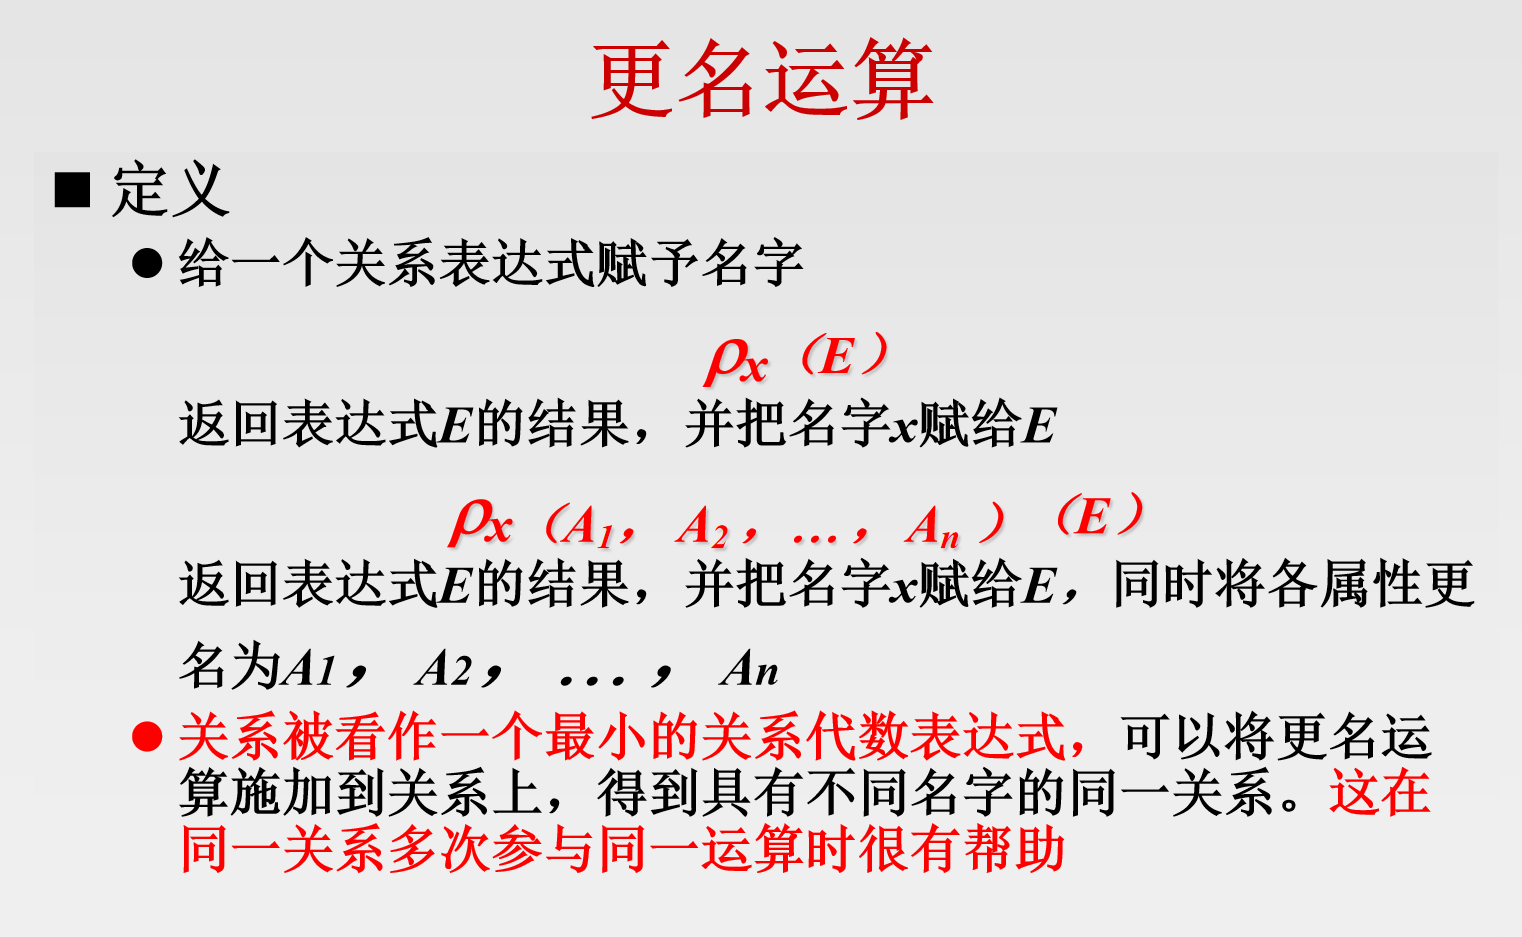 更名运算
■ 定义
● 给一个关系表达式赋予名字
ρx（E）
返回表达式E的结果，并把名字x赋给E
ρx（A1， A2 ，…， An ）（E）
返回表达式E的结果，并把名字x赋给E，同时将各属性更
名为A1， A2， …， An
● 关系被看作一个最小的关系代数表达式，可以将更名运
算施加到关系上，得到具有不同名字的同一关系。这在
同一关系多次参与同一运算时很有帮助